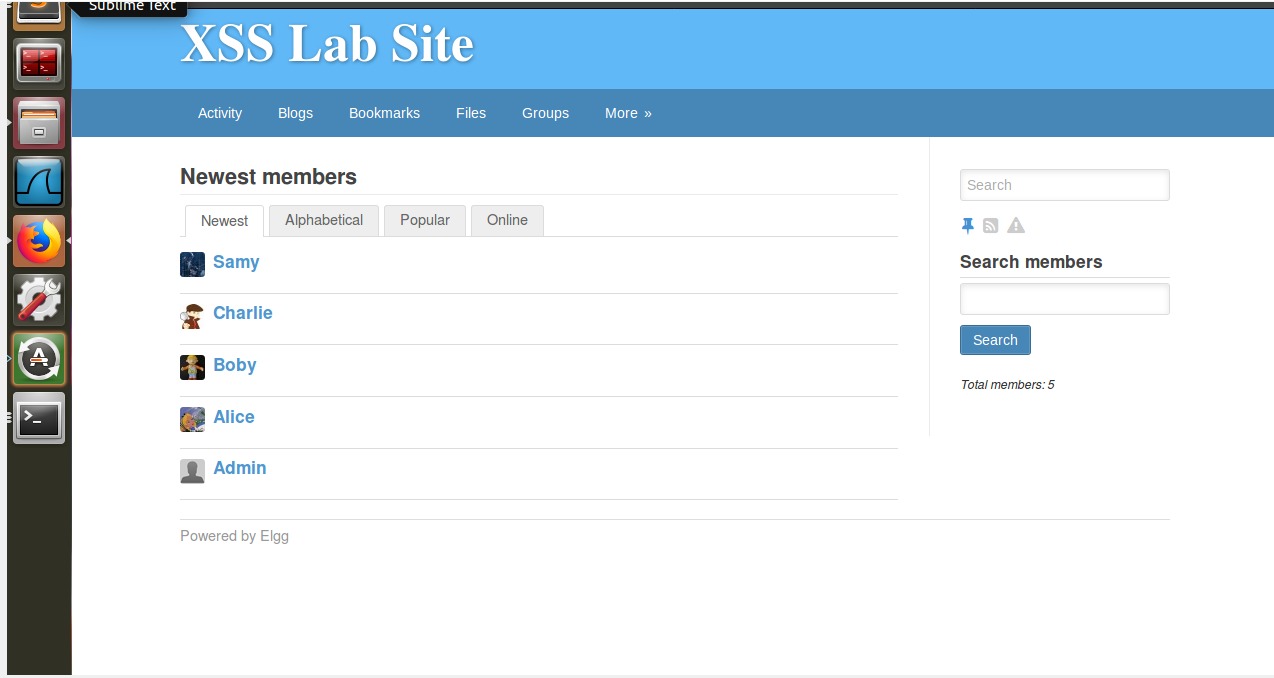 Sublime Text
XSS Lab Site
Activity Blogs Bookmarks Files Groups More »
Newest members
Newest Alphabetical Popular Online
Samy
Charlie
Boby
Alice
Admin
Search
Search members
Search
Total members: 5
Powered by Elgg